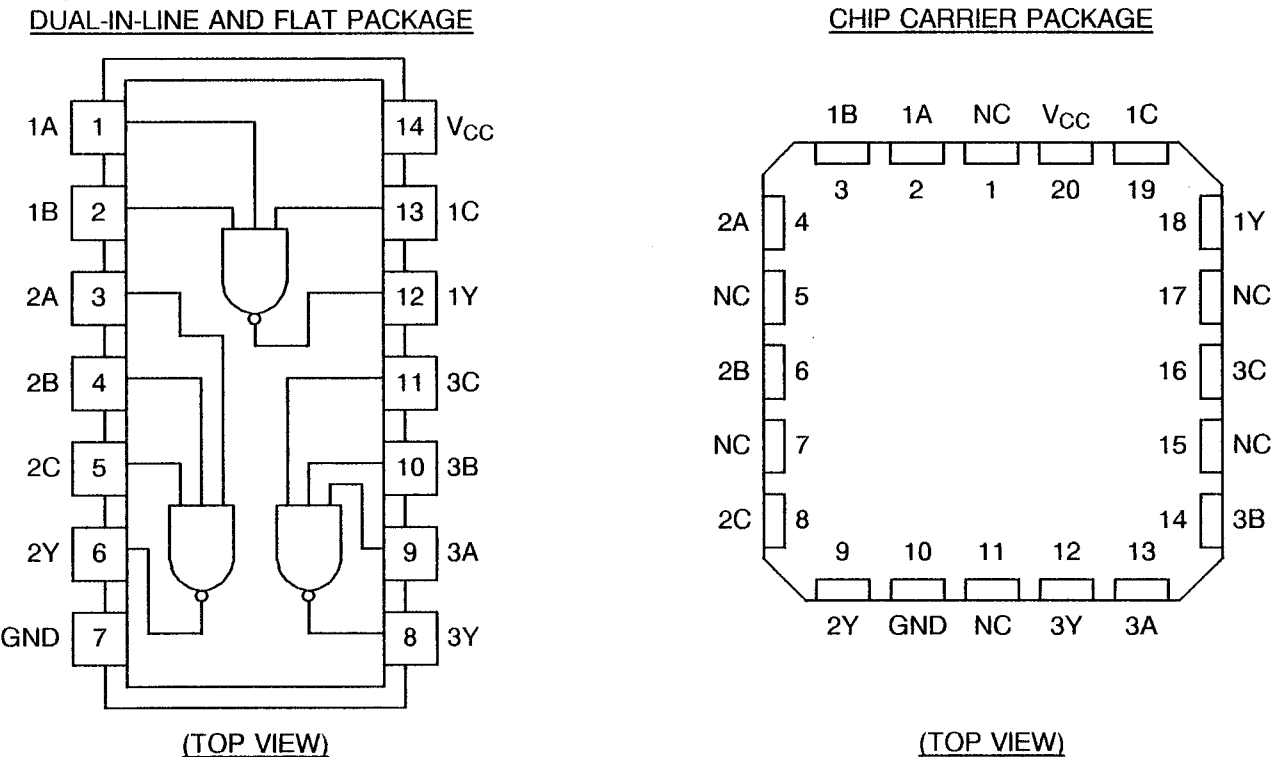 DUAL-IN-LINE AND FLAT PACKAGE
1A 1 14 VCC
1B 2 13 1C
2A 3 12 1Y
2B 4 11 3C
2C 5 10 3B
2Y 6 9 3A
GND 7 8 3Y
(TOP VIEW)
CHIP CARRIER PACKAGE
1B 1A NC VCC 1C
3 2 1 20 19
2A 4 18 1Y
NC 5 17 NC
2B 6 16 3C
NC 7 15 NC
2C 8 14 3B
9 10 11 12 13
2Y GND NC 3Y 3A
(TOP VIEW)